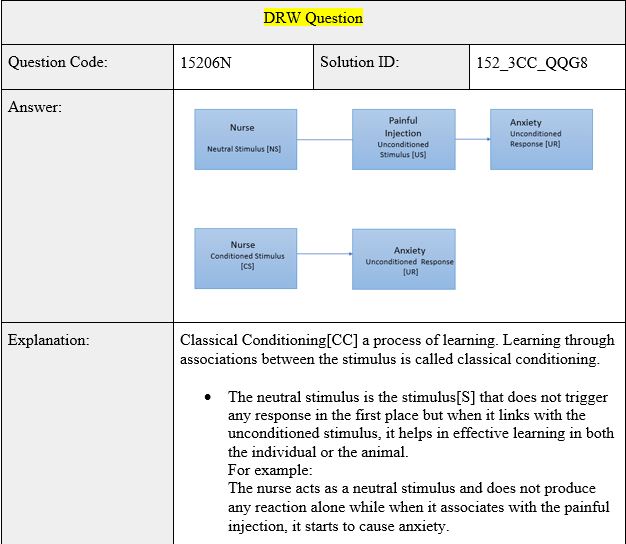 DRW Question
Question Code:
15206N
Solution ID:
152_3CC_QQG8
Answer:
Nurse
Neutral Stimulus [NS]
Painful
Injection
Unconditioned
Stimulus [US]
Anxiety
Unconditioned
Response [UR]
Nurse
Conditioned Stimulus
[CS]
Anxiety
Unconditioned Response
[UR]
Explanation:
Classical Conditioning[CC] a process of learning. Learning through
associations between the stimulus is called classical conditioning.
• The neutral stimulus is the stimulus[S] that does not trigger
any response in the first place but when it links with the
unconditioned stimulus, it helps in effective learning in both
the individual or the animal.
For example:
The nurse acts as a neutral stimulus and does not produce
any reaction alone while when it associates with the painful
injection, it starts to cause anxiety.